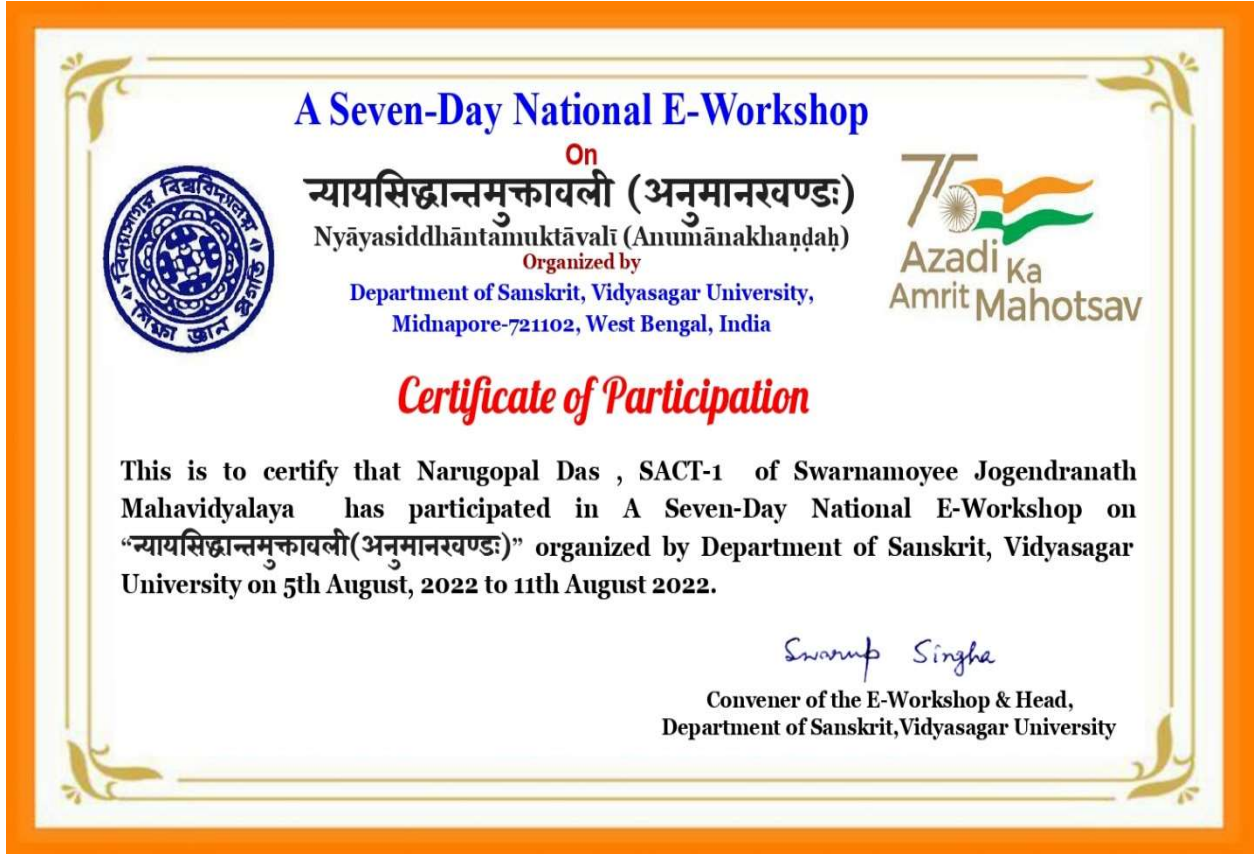 A Seven-Day National E-Workshop
On
न्यायसिद्धान्तमुक्तावली (अनुमानखण्डः)
Nyāyasiddhāntamuktāvalī (Anumānakhaṇḍaḥ)
Organized by
Department of Sanskrit, Vidyasagar University,
Midnapore-721102, West Bengal, India
বিদ্যাসাগর বিশ্ববিদ্যালয়
শিক্ষা জ্ঞান প্রগতি
75
Azadi Ka
Amrit Mahotsav
Certificate of Participation
This is to certify that Narugopal Das , SACT-1 of Swarnamoyee Jogendranath
Mahavidyalaya has participated in A Seven-Day National E-Workshop on
“न्यायसिद्धान्तमुक्तावली(अनुमानखण्डः)” organized by Department of Sanskrit, Vidyasagar
University on 5th August, 2022 to 11th August 2022.
Swarup Singha
Convener of the E-Workshop & Head,
Department of Sanskrit,Vidyasagar University